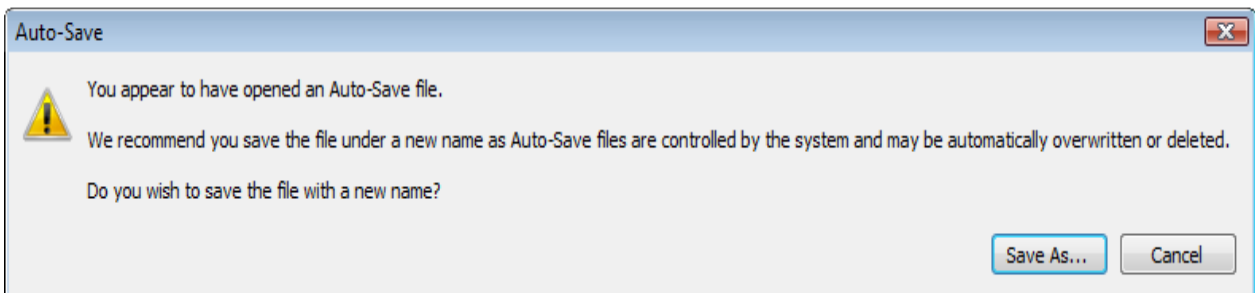 Auto-Save
You appear to have opened an Auto-Save file.
We recommend you save the file under a new name as Auto-Save files are controlled by the system and may be automatically overwritten or deleted.
Do you wish to save the file with a new name?
Save As... Cancel